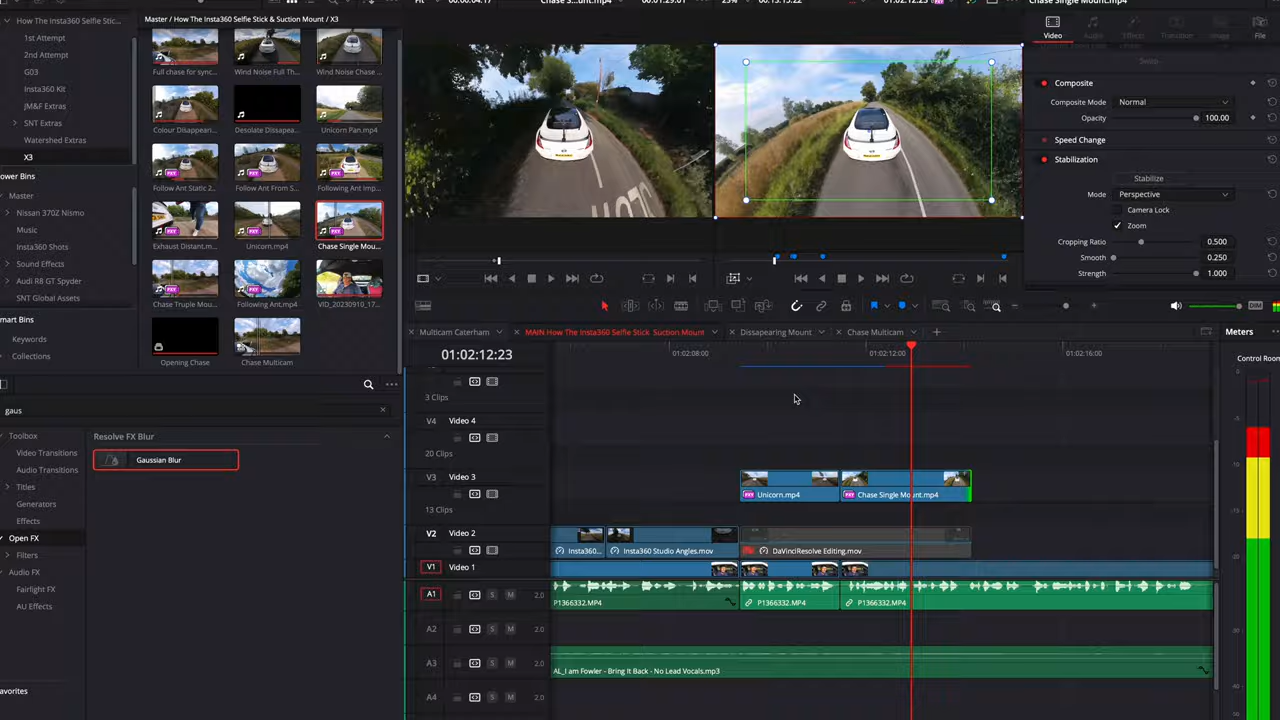 How The Insta360 Selfie Stic...
1st Attempt
2nd Attempt
G03
Insta360 Kit
JM&F Extras
SNT Extras
Watershed Extras
X3
ower Bins
Master
Nissan 370Z Nismo
Music
Insta360 Shots
Sound Effects
Audi R8 GT Spyder
SNT Global Assets
mart Bins
Keywords
Collections
Master / How The Insta360 Selfie Stick & Suction Mount / X3
Full chase for sync...
Wind Noise Full Th...
Wind Noise Chase ...
Colour Disappearan...
Desolate Dissapea...
Unicorn Pan.mp4
Follow Ant Static 2...
Follow Ant From S...
Following Ant Imp...
Exhaust Distant.m...
Unicorn.mp4
Chase Single Mou...
Chase Truple Mou...
Following Ant.mp4
VID_20230910_17...
Opening Chase
Chase Multicam
gaus
Toolbox
Video Transitions
Audio Transitions
Titles
Generators
Effects
Open FX
Filters
Audio FX
Fairlight FX
AU Effects
avorites
Resolve FX Blur
Gaussian Blur
HOTO
Chase Single Mount.mp4
Video
Audio
Effects
Transition
Image
File
Swap
Composite
Composite Mode
Normal
Opacity
100.00
Speed Change
Stabilization
Stabilize
Mode
Perspective
Camera Lock
Zoom
Cropping Ratio
0.500
Smooth
0.250
Strength
1.000
DIM
Multicam Caterham
MAIN How The Insta360 Selfie Stick Suction Mount
Dissapearing Mount
Chase Multicam
Meters
01:02:12:23
01:02:08:00
01:02:12:00
01:02:16:00
Control Room
3 Clips
V4 Video 4
20 Clips
V3 Video 3
Unicorn.mp4
Chase Single Mount.mp4
13 Clips
V2 Video 2
Insta360...
Insta360 Studio Angles.mov
DaVinciResolve Editing.mov
V1 Video 1
A1 S M 2.0
P1366332.MP4
P1366332.MP4
P1366332.MP4
A2 S M 2.0
A3 S M 2.0
AL_I am Fowler - Bring It Back - No Lead Vocals.mp3
A4 S M 2.0